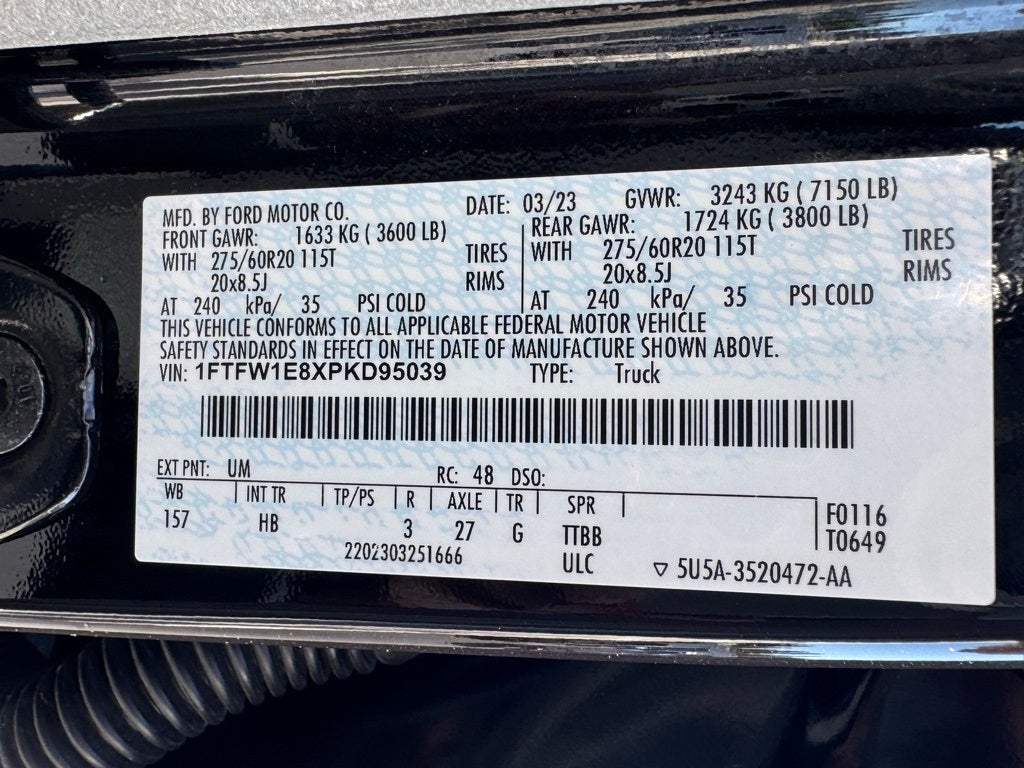 MFD. BY FORD MOTOR CO. DATE: 03/23 GVWR: 3243 KG ( 7150 LB)
FRONT GAWR: 1633 KG ( 3600 LB) REAR GAWR: 1724 KG ( 3800 LB)
WITH 275/60R20 115T TIRES WITH 275/60R20 115T TIRES
20x8.5J RIMS 20x8.5J RIMS
AT 240 kPa/ 35 PSI COLD AT 240 kPa/ 35 PSI COLD
THIS VEHICLE CONFORMS TO ALL APPLICABLE FEDERAL MOTOR VEHICLE
SAFETY STANDARDS IN EFFECT ON THE DATE OF MANUFACTURE SHOWN ABOVE.
VIN: 1FTFW1E8XPKD95039 TYPE: Truck
EXT PNT: UM RC: 48 DSO:
WB INT TR TP/PS R AXLE TR SPR F0116
157 HB 3 27 G TTBB T0649
2202303251666 ULC ▽ 5U5A-3520472-AA